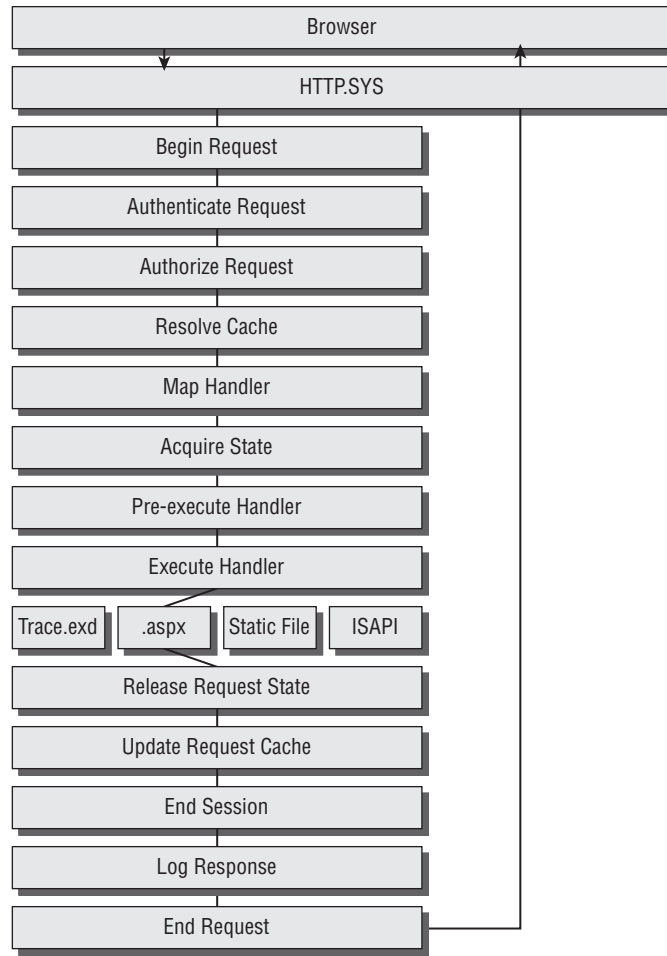 Browser
HTTP.SYS
Begin Request
Authenticate Request
Authorize Request
Resolve Cache
Map Handler
Acquire State
Pre-execute Handler
Execute Handler
Trace.exd
.aspx
Static File
ISAPI
Release Request State
Update Request Cache
End Session
Log Response
End Request